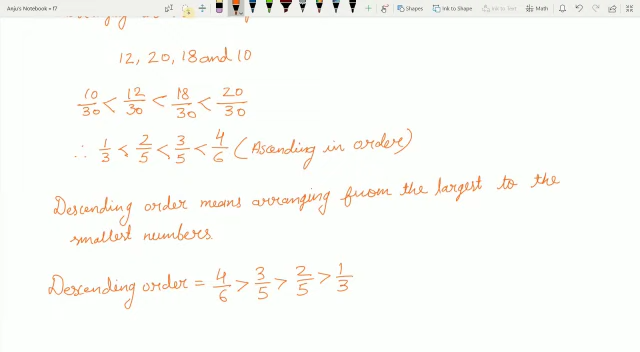 Anju's Notebook » I7
Shapes
Ink to Shape
Ink to Text
Math
12, 20, 18 and 10
10/30 < 12/30 < 18/30 < 20/30
∴ 1/3 < 2/5 < 3/5 < 4/6 (Ascending in order)
Descending order means arranging from the largest to the
smallest numbers.
Descending order = 4/6 > 3/5 > 2/5 > 1/3